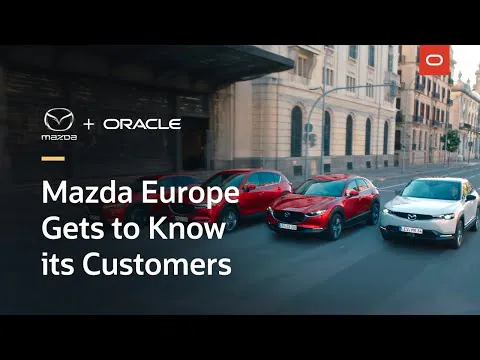 mazda + ORACLE
Mazda Europe
Gets to Know
its Customers